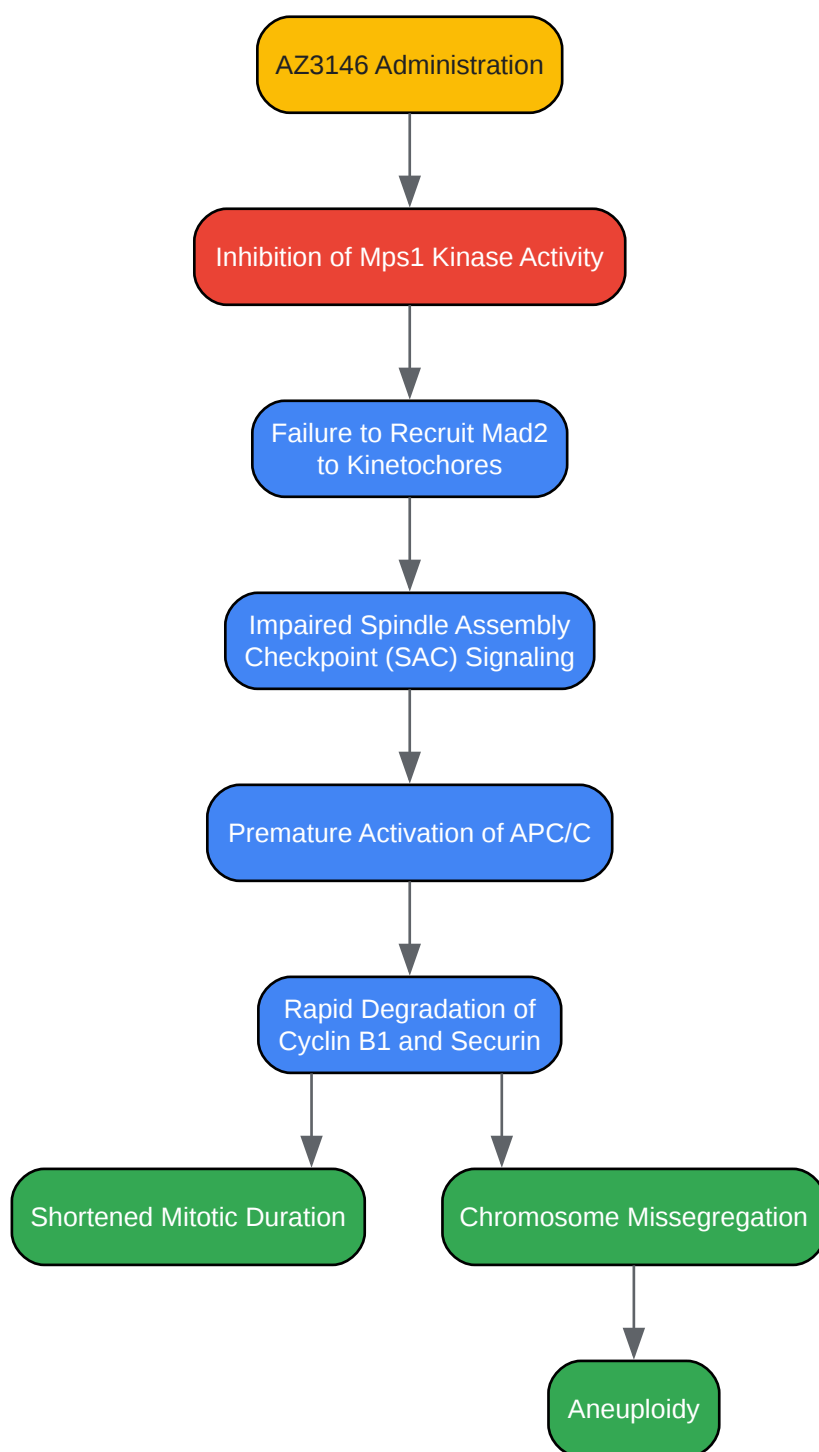 AZ3146 Administration
Inhibition of Mps1 Kinase Activity
Failure to Recruit Mad2
to Kinetochores
Impaired Spindle Assembly
Checkpoint (SAC) Signaling
Premature Activation of APC/C
Rapid Degradation of
Cyclin B1 and Securin
Shortened Mitotic Duration
Chromosome Missegregation
Aneuploidy